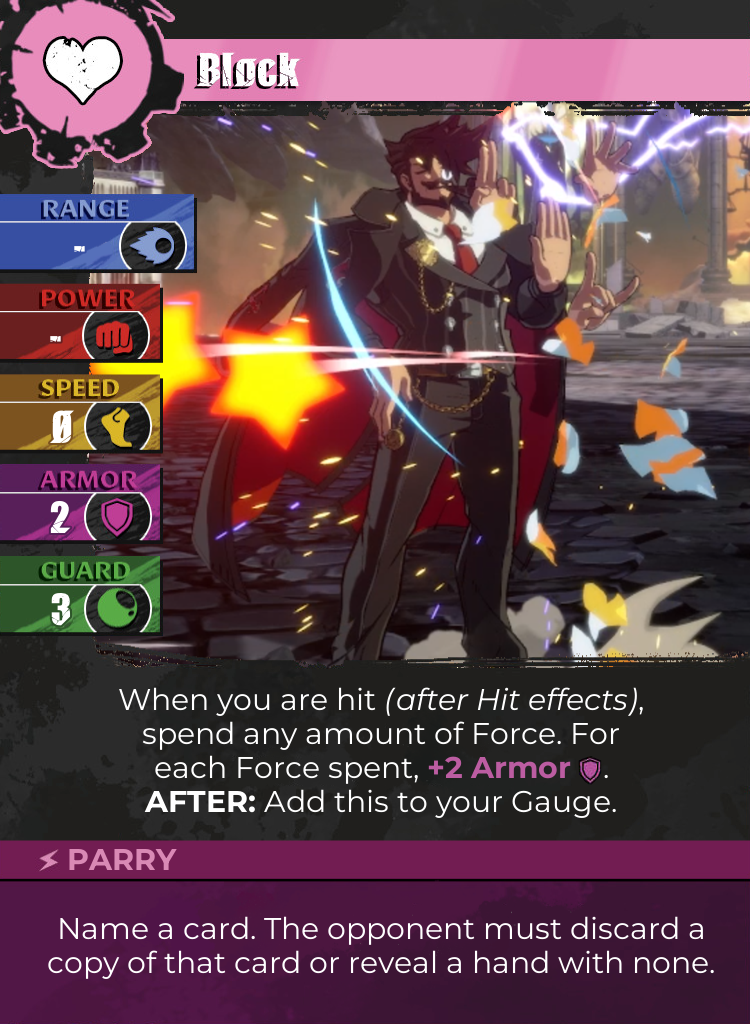 Block
RANGE
-
POWER
-
SPEED
0
ARMOR
2
GUARD
3
When you are hit (after Hit effects),
spend any amount of Force. For
each Force spent, +2 Armor.
AFTER: Add this to your Gauge.
PARRY
Name a card. The opponent must discard a
copy of that card or reveal a hand with none.